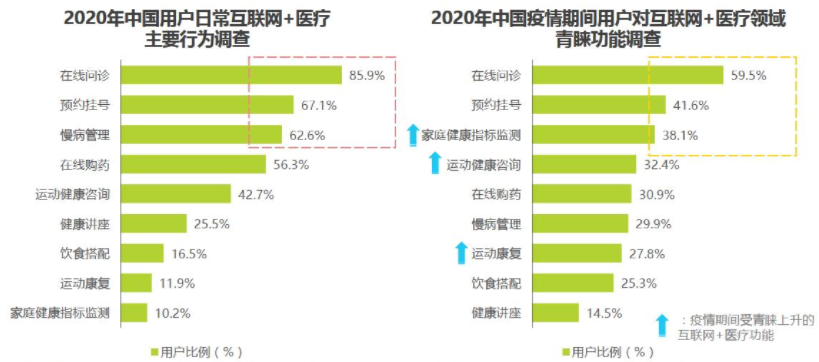 2020年中国用户日常互联网+医疗
主要行为调查
在线问诊 85.9%
预约挂号 67.1%
慢病管理 62.6%
在线购药 56.3%
运动健康咨询 42.7%
健康讲座 25.5%
饮食搭配 16.5%
运动康复 11.9%
家庭健康指标监测 10.2%
用户比例（%）
2020年中国疫情期间用户对互联网+医疗领域
青睐功能调查
在线问诊 59.5%
预约挂号 41.6%
家庭健康指标监测 38.1%
运动健康咨询 32.4%
在线购药 30.9%
慢病管理 29.9%
运动康复 27.8%
饮食搭配 25.3%
健康讲座 14.5%
：疫情期间受青睐上升的
互联网+医疗功能
用户比例（%）